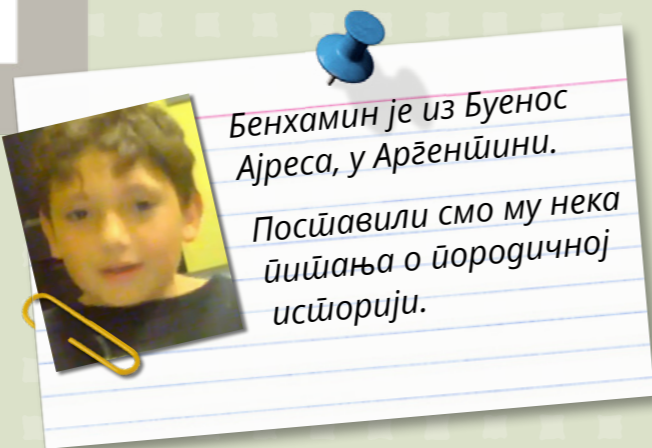 Бенхамин је из Буенос
Ајреса, у Аргентини.
Поставили смо му нека
питања о породичној
историји.